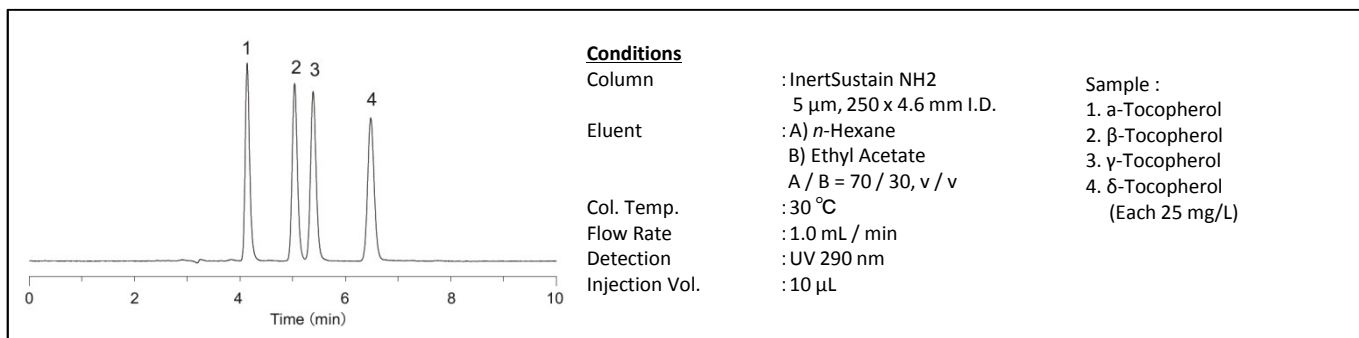 1
2
3
4
0
2
4
6
8
10
Time (min)
Conditions
Column : InertSustain NH2
5 μm, 250 x 4.6 mm I.D.
Eluent : A) n-Hexane
B) Ethyl Acetate
A / B = 70 / 30, v / v
Col. Temp. : 30 ℃
Flow Rate : 1.0 mL / min
Detection : UV 290 nm
Injection Vol. : 10 μL
Sample :
1. a-Tocopherol
2. β-Tocopherol
3. γ-Tocopherol
4. δ-Tocopherol
(Each 25 mg/L)